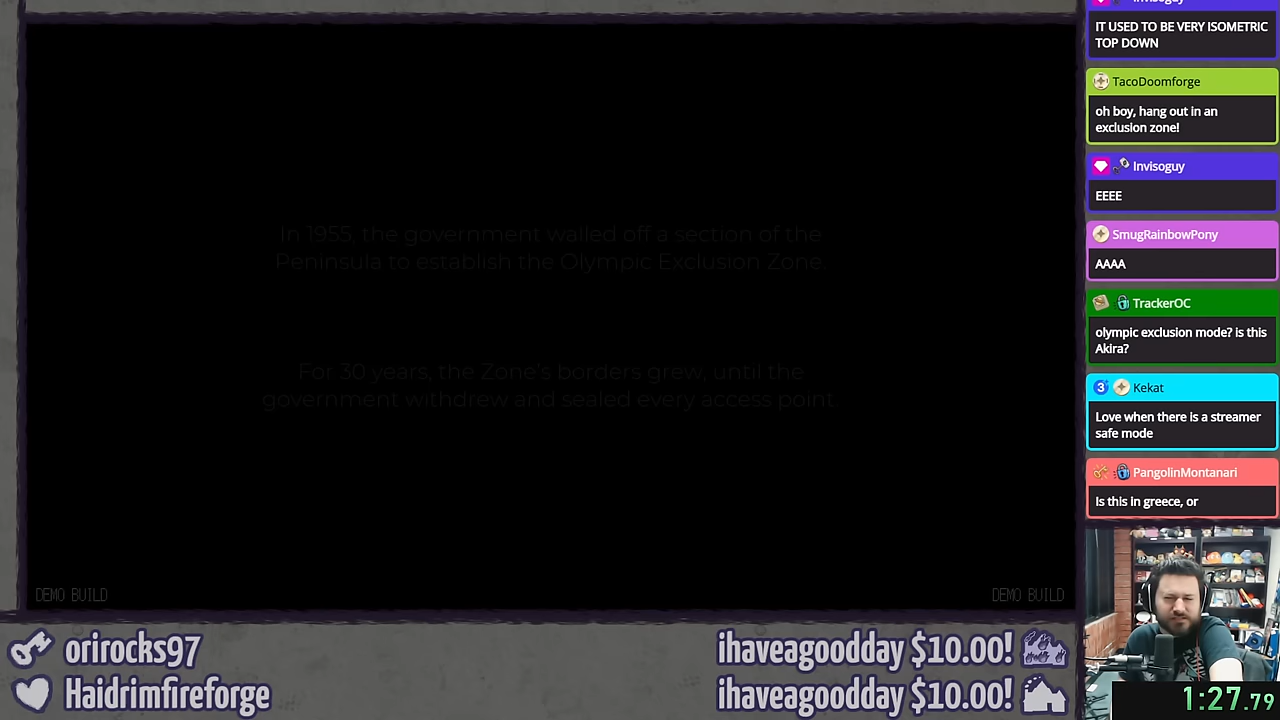 Invisoguy
IT USED TO BE VERY ISOMETRIC
TOP DOWN
TacoDoomforge
oh boy, hang out in an
exclusion zone!
Invisoguy
EEEE
SmugRainbowPony
AAAA
TrackerOC
olympic exclusion mode? is this
Akira?
3
Kekat
Love when there is a streamer
safe mode
PangolinMontanari
Is this in greece, or
In 1955, the government walled off a section of the
Peninsula to establish the Olympic Exclusion Zone.
For 30 years, the Zone's borders grew, until the
government withdrew and sealed every access point.
DEMO BUILD
DEMO BUILD
orirocks97
ihaveagoodday $10.00!
Haidrimfireforge
ihaveagoodday $10.00!
1:27.79